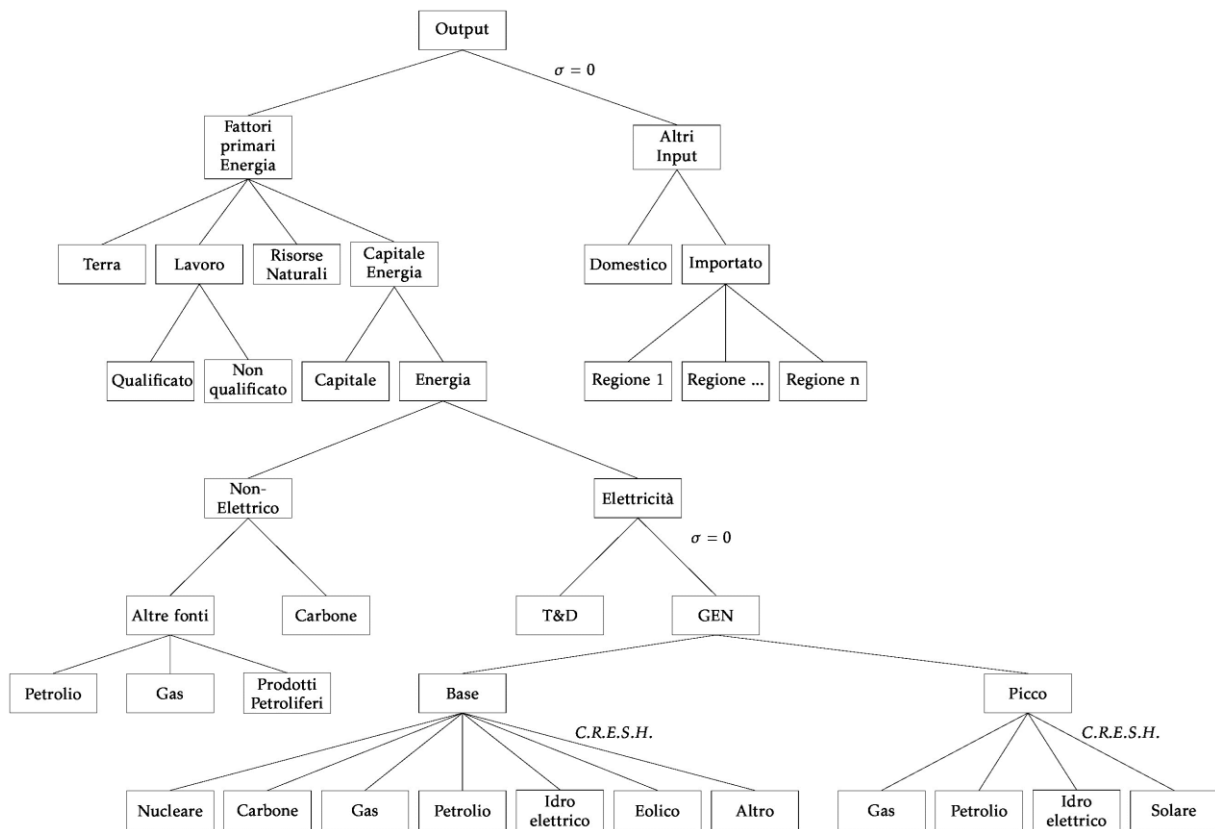 Output
σ = 0
Fattori
primari
Energia
Altri
Input
Terra
Lavoro
Risorse
Naturali
Capitale
Energia
Domestico
Importato
Qualificato
Non
qualificato
Capitale
Energia
Regione 1
Regione ...
Regione n
Non-
Elettrico
Elettricità
σ = 0
Altre fonti
Carbone
T&D
GEN
Petrolio
Gas
Prodotti
Petroliferi
Base
Picco
C.R.E.S.H.
C.R.E.S.H.
Nucleare
Carbone
Gas
Petrolio
Idro
elettrico
Eolico
Altro
Gas
Petrolio
Idro
elettrico
Solare